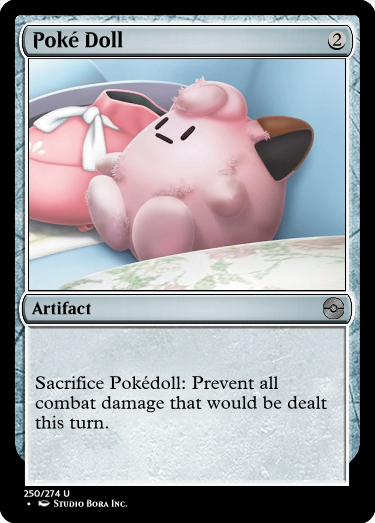 Poké Doll 2
Artifact
Sacrifice Pokédoll: Prevent all
combat damage that would be dealt
this turn.
250/274 U
• Studio Bora Inc.